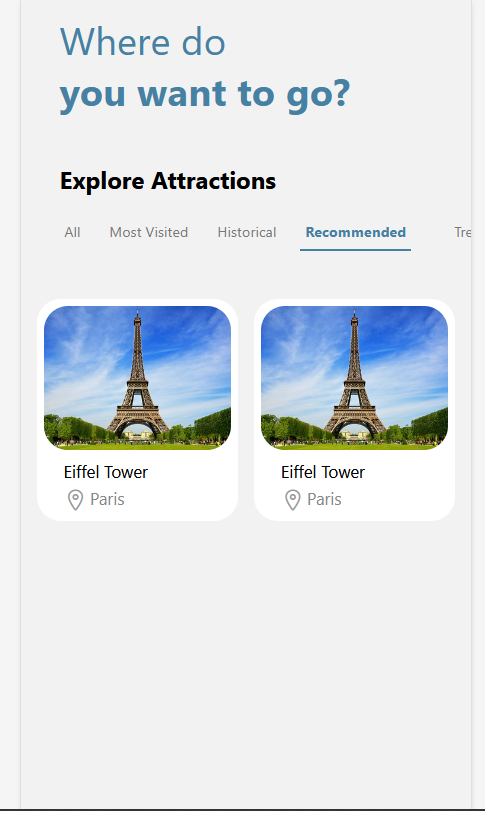 Where do
you want to go?
Explore Attractions
All Most Visited Historical Recommended Tre
Eiffel Tower Eiffel Tower
Paris Paris